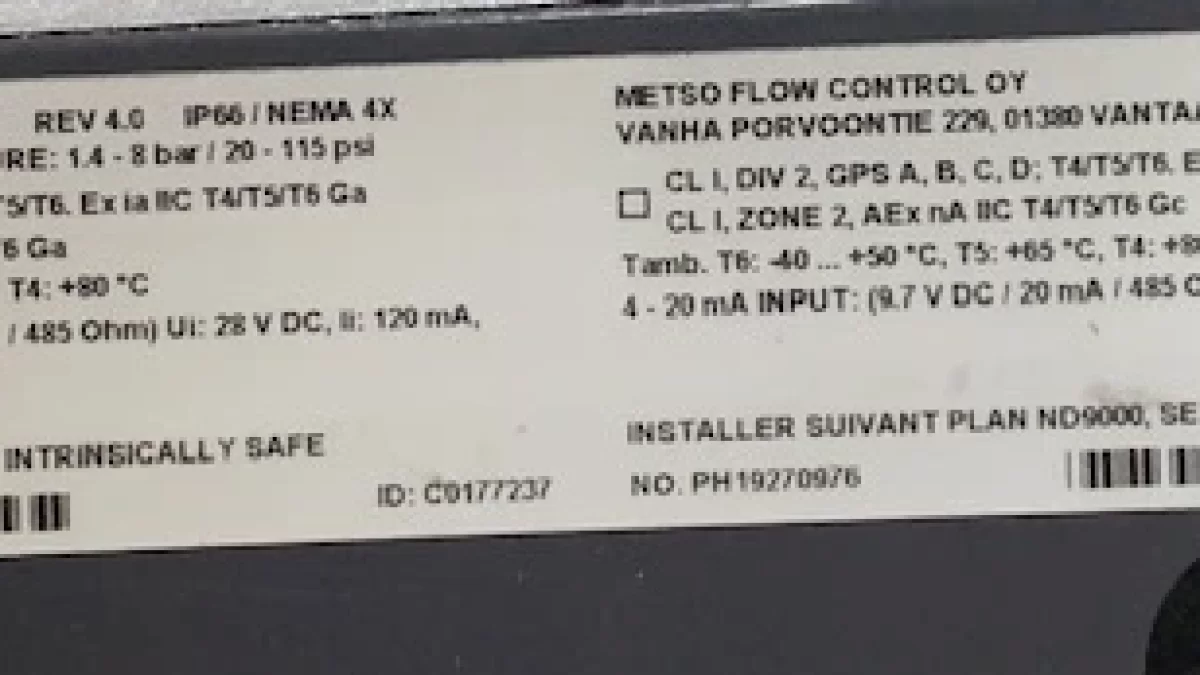 REV 4.0 IP66 / NEMA 4X
URE: 1.4 - 8 bar / 20 - 115 psi
T5/T6. Ex ia IIC T4/T5/T6 Ga
6 Ga
T4: +80 °C
/ 485 Ohm) Ui: 28 V DC, Ii: 120 mA,
INTRINSICALLY SAFE
ID: C0177237
METSO FLOW CONTROL OY
VANHA PORVOONTIE 229, 01380 VANTAA
CL I, DIV 2, GPS A, B, C, D; T4/T5/T6. E
CL I, ZONE 2, AEx nA IIC T4/T5/T6 Gc
Tamb. T6: -40 ... +50 °C, T5: +65 °C, T4: +8
4 - 20 mA INPUT: (9.7 V DC / 20 mA / 485 O
INSTALLER SUIVANT PLAN ND9000, SE
NO. PH19270976